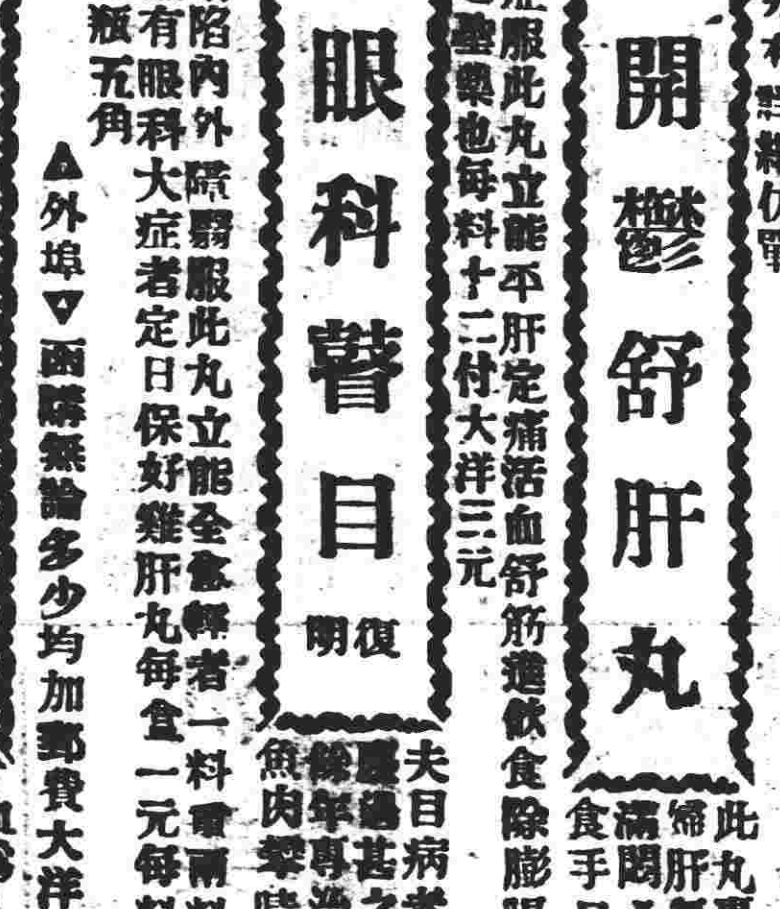 開鬱舒肝丸
此丸
婦肝
滿悶
食手
症服此丸立能平肝定痛活血舒筋進飲食除膨
聖藥也每料十二付大洋三元
眼科瞽目復明
夫目病者
甚之
餘年專治
魚肉犂
陷內外障翳服此丸立能全愈輕者一料重兩料
有眼科大症者定日保好雞肝丸每盒一元每料
瓶五角
▲外埠▼函購無論多少均加郵費大洋